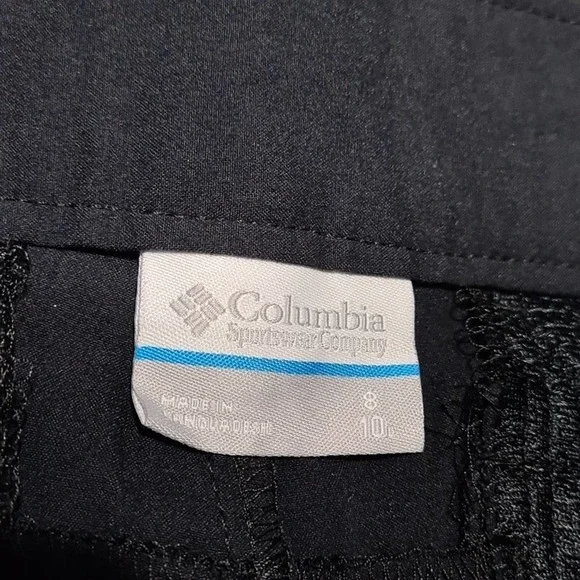 Columbia
Sportswear Company
MADE IN
BANGLADESH
8
10